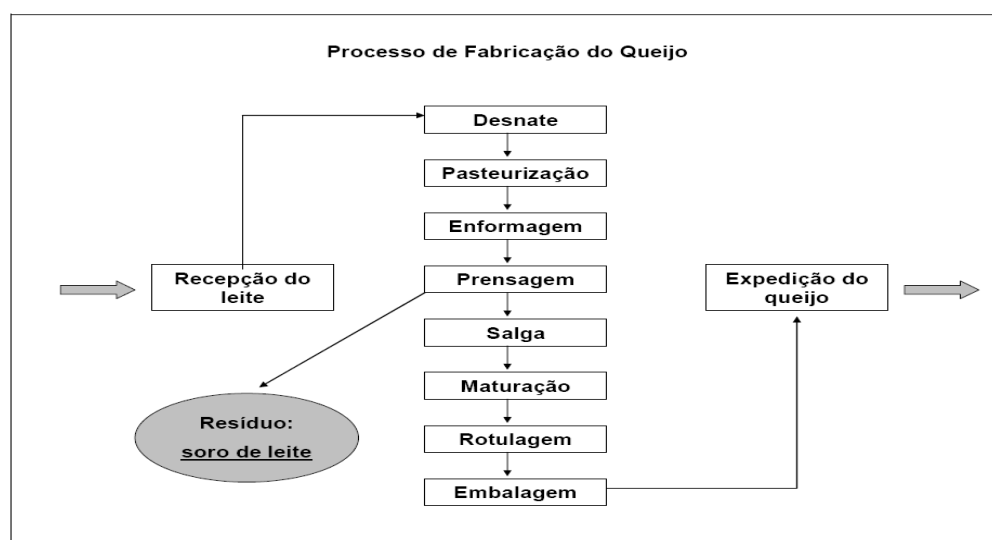 Processo de Fabricação do Queijo
Desnate
Pasteurização
Enformagem
Recepção do
leite
Prensagem
Expedição do
queijo
Salga
Maturação
Resíduo:
soro de leite
Rotulagem
Embalagem